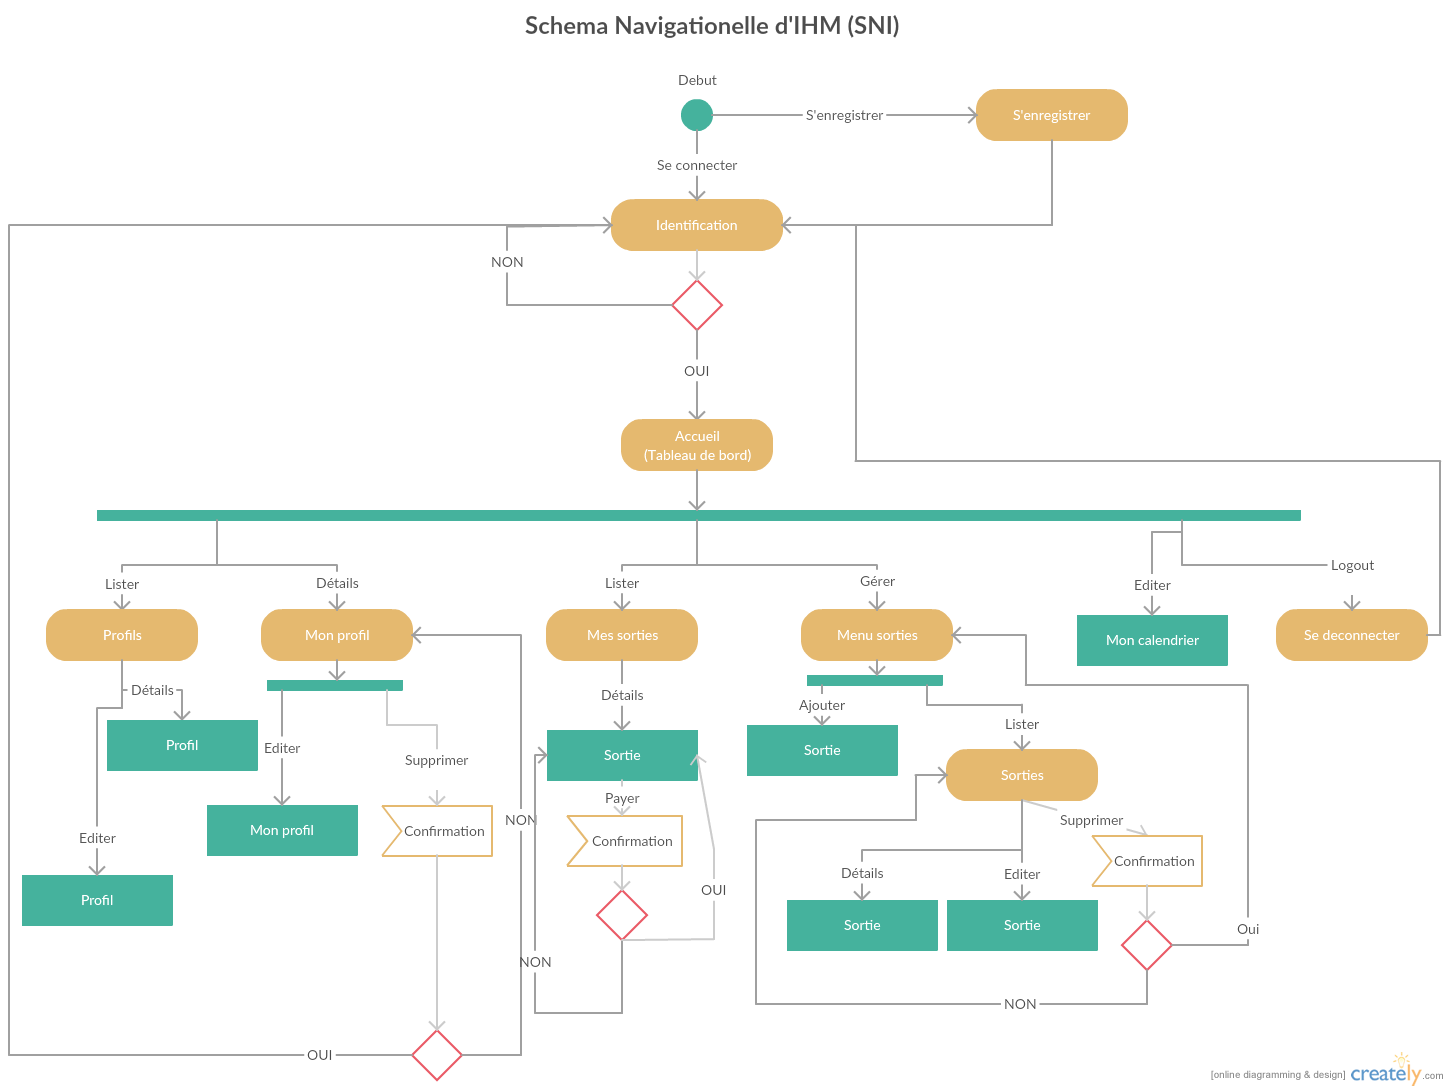 Schema Navigationelle d'IHM (SNI)
Debut
S'enregistrer
S'enregistrer
Se connecter
Identification
NON
OUI
Accueil
(Tableau de bord)
Lister
Détails
Lister
Gérer
Editer
Logout
Profils
Mon profil
Mes sorties
Menu sorties
Mon calendrier
Se deconnecter
Détails
Détails
Ajouter
Lister
Profil
Editer
Supprimer
Sortie
Sortie
Sorties
Payer
NON
Supprimer
Editer
Mon profil
Confirmation
Confirmation
Confirmation
Profil
OUI
Détails
Editer
Sortie
Sortie
Oui
NON
NON
OUI
[online diagramming & design] creately.com